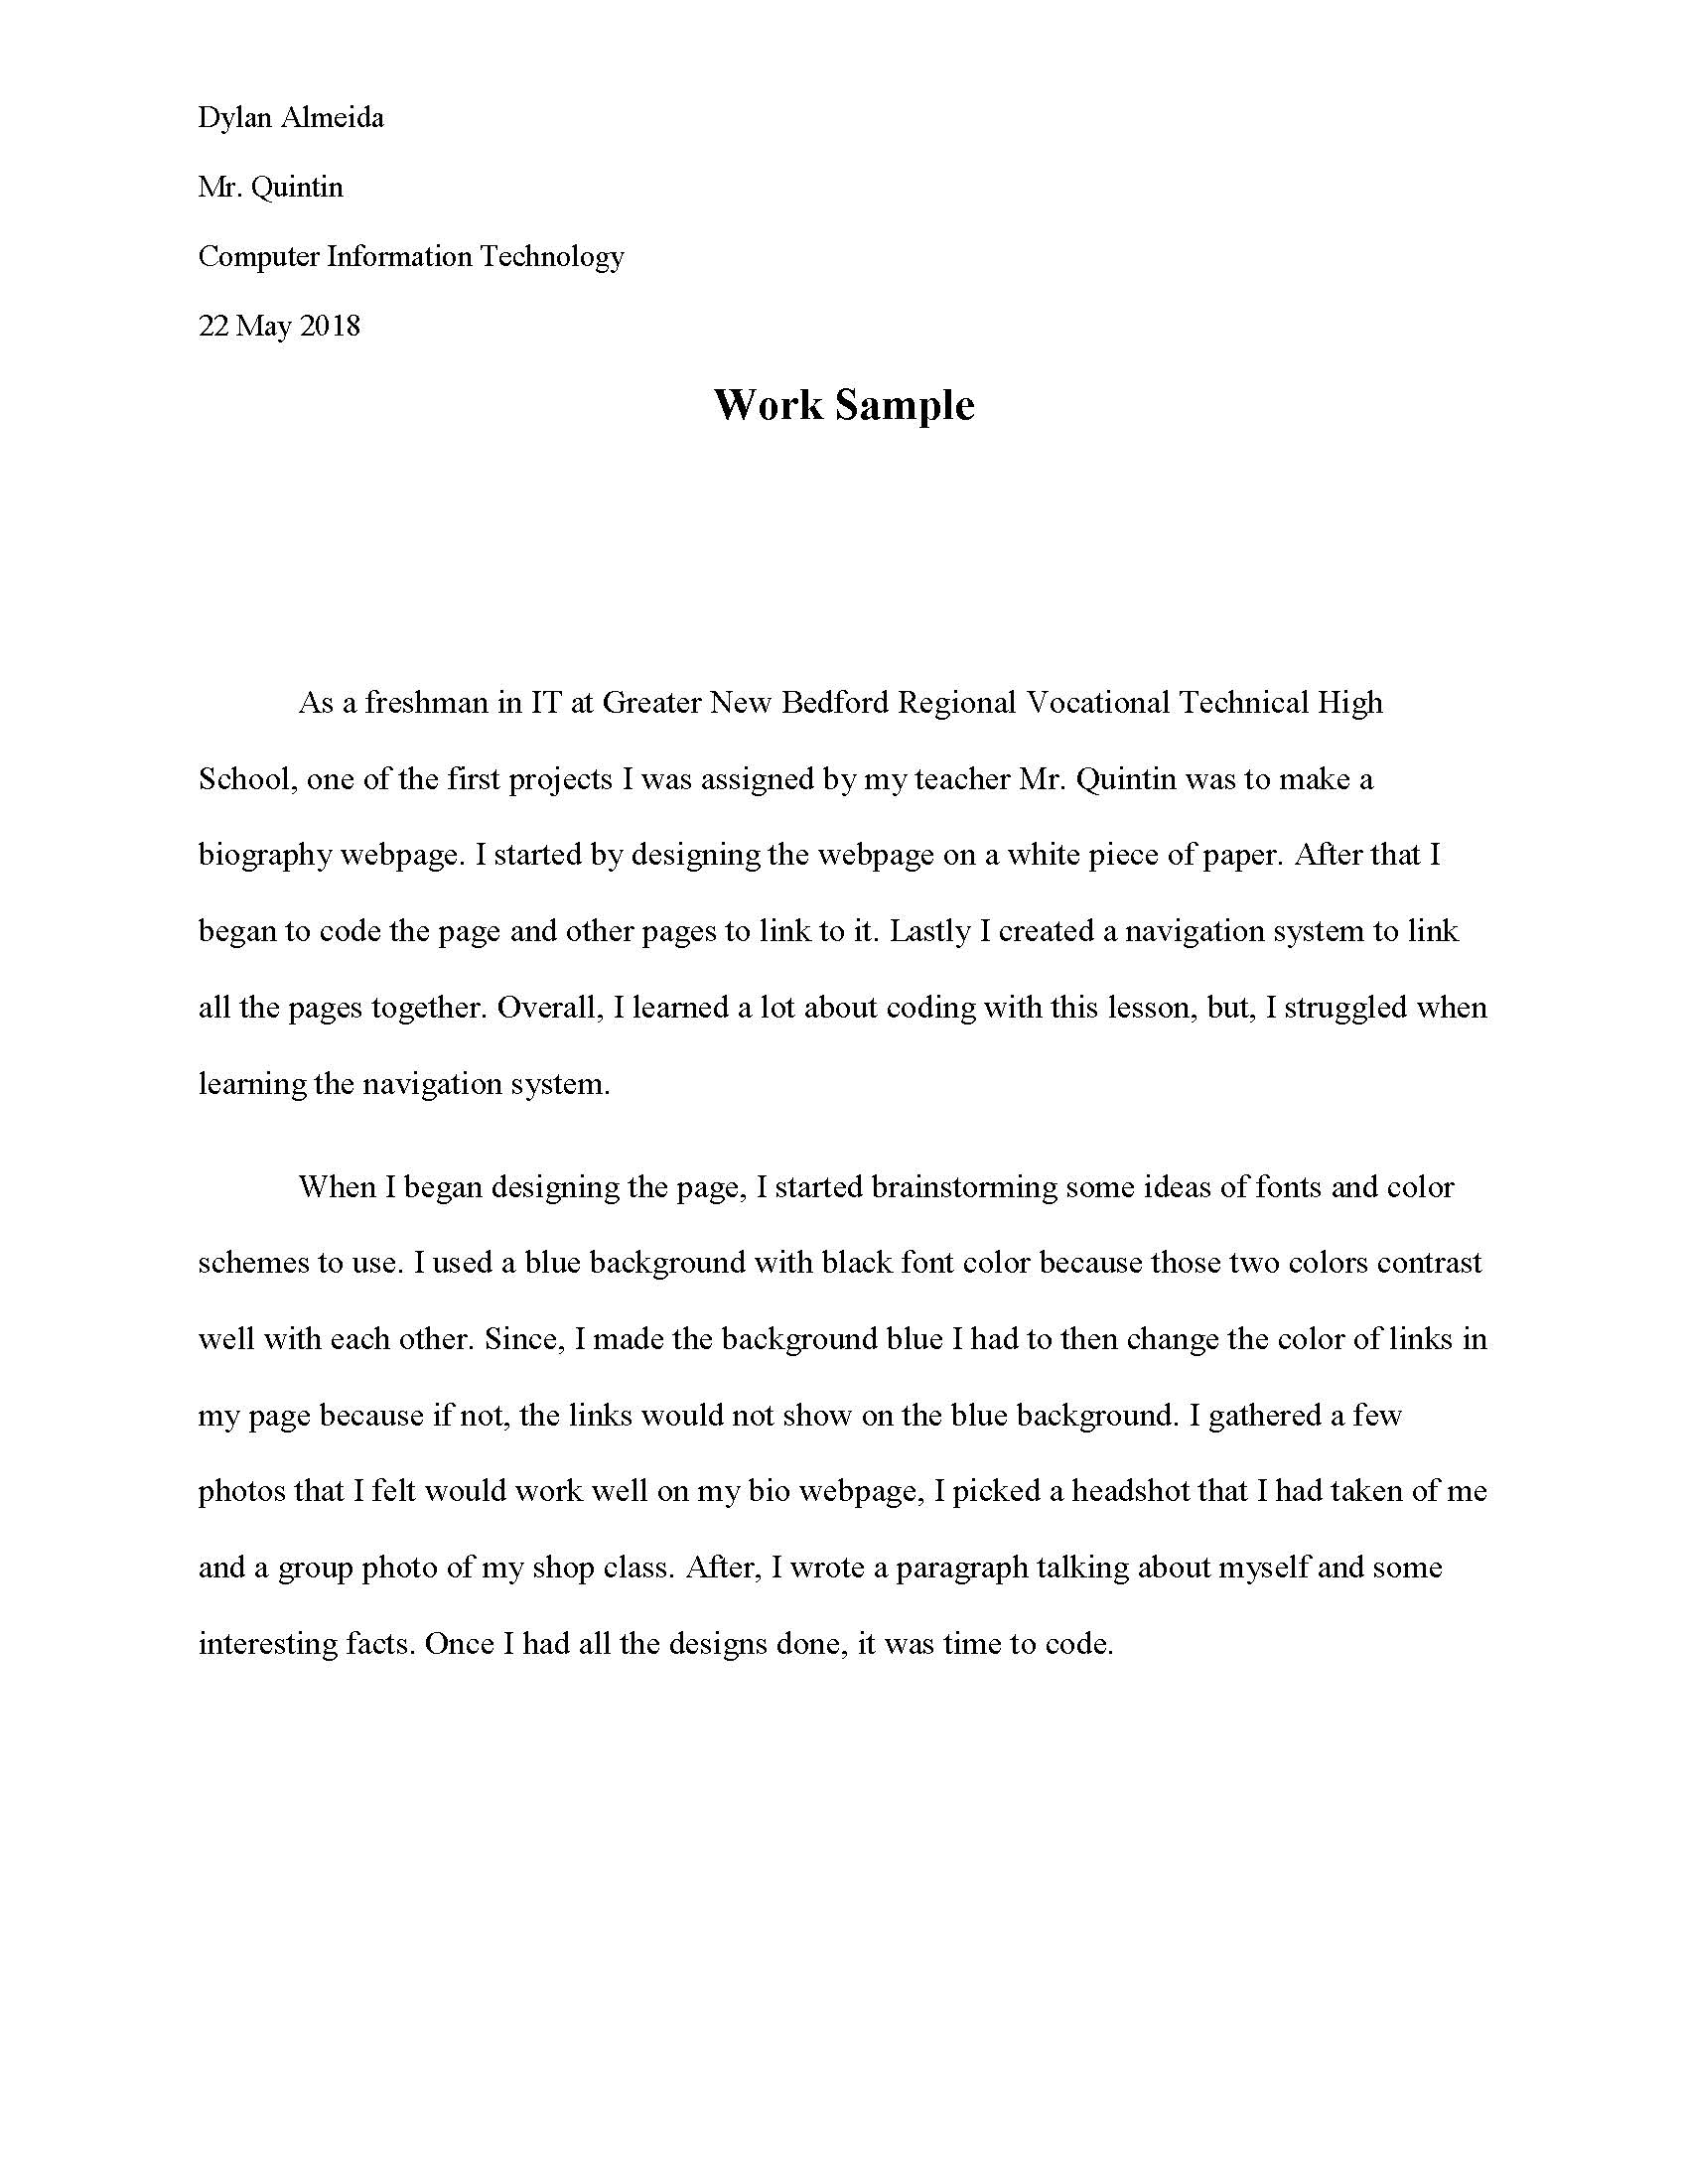 Dylan Almeida
Mr. Quintin
Computer Information Technology
22 May 2018
Work Sample
As a freshman in IT at Greater New Bedford Regional Vocational Technical High
School, one of the first projects I was assigned by my teacher Mr. Quintin was to make a
biography webpage. I started by designing the webpage on a white piece of paper. After that I
began to code the page and other pages to link to it. Lastly I created a navigation system to link
all the pages together. Overall, I learned a lot about coding with this lesson, but, I struggled when
learning the navigation system.
When I began designing the page, I started brainstorming some ideas of fonts and color
schemes to use. I used a blue background with black font color because those two colors contrast
well with each other. Since, I made the background blue I had to then change the color of links in
my page because if not, the links would not show on the blue background. I gathered a few
photos that I felt would work well on my bio webpage, I picked a headshot that I had taken of me
and a group photo of my shop class. After, I wrote a paragraph talking about myself and some
interesting facts. Once I had all the designs done, it was time to code.